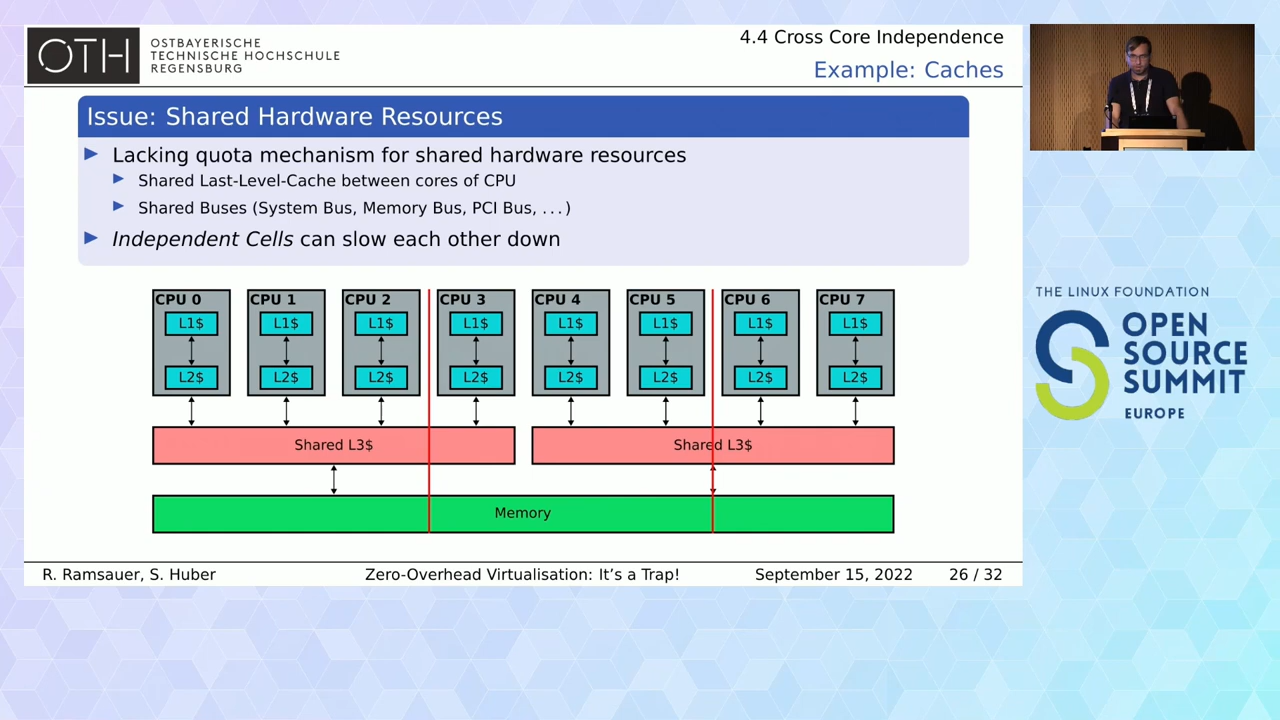 OTH
OSTBAYERISCHE
TECHNISCHE HOCHSCHULE
REGENSBURG
4.4 Cross Core Independence
Example: Caches
Issue: Shared Hardware Resources
Lacking quota mechanism for shared hardware resources
Shared Last-Level-Cache between cores of CPU
Shared Buses (System Bus, Memory Bus, PCI Bus, ...)
Independent Cells can slow each other down
CPU 0 CPU 1 CPU 2 CPU 3 CPU 4 CPU 5 CPU 6 CPU 7
L1$ L1$ L1$ L1$ L1$ L1$ L1$ L1$
L2$ L2$ L2$ L2$ L2$ L2$ L2$ L2$
Shared L3$ Shared L3$
Memory
R. Ramsauer, S. Huber Zero-Overhead Virtualisation: It's a Trap! September 15, 2022 26 / 32
THE LINUX FOUNDATION
OPEN
SOURCE
SUMMIT
EUROPE